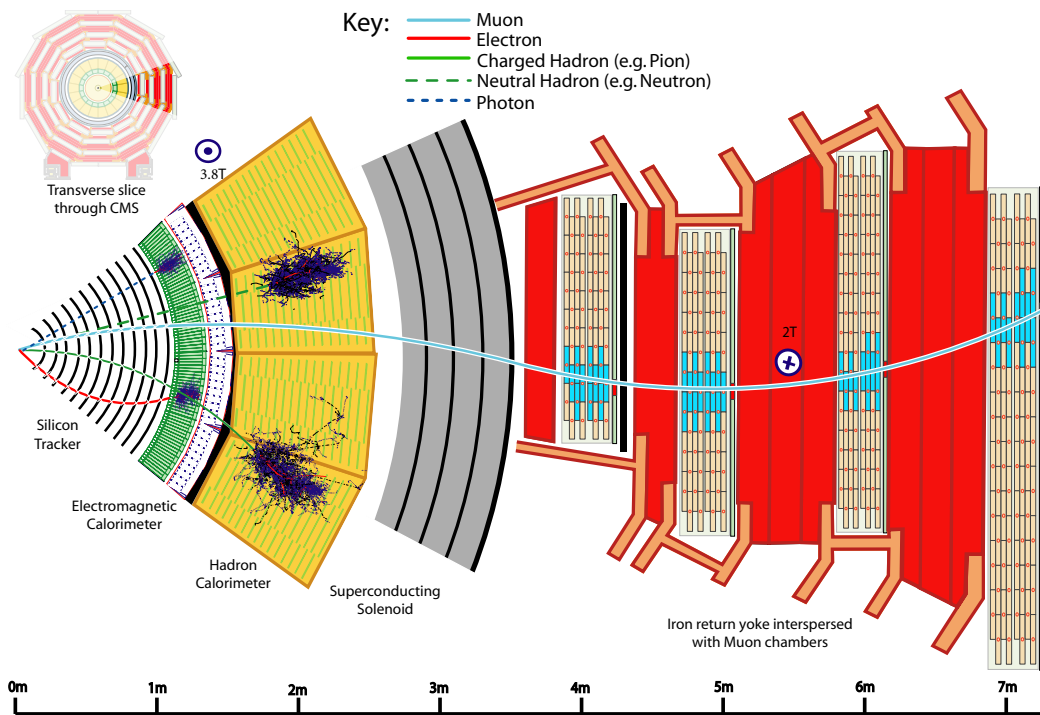 Key:
Muon
Electron
Charged Hadron (e.g. Pion)
Neutral Hadron (e.g. Neutron)
Photon
Transverse slice
through CMS
3.8T
2T
Silicon
Tracker
Electromagnetic
Calorimeter
Hadron
Calorimeter
Superconducting
Solenoid
Iron return yoke interspersed
with Muon chambers
0m 1m 2m 3m 4m 5m 6m 7m